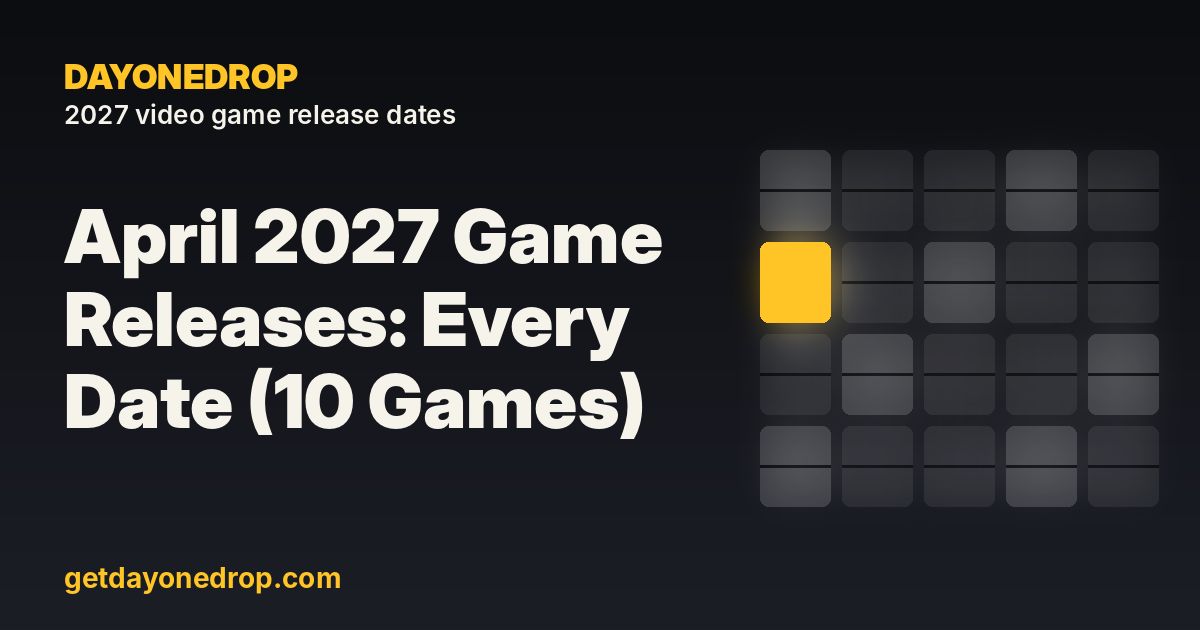 DAYONEDROP
2027 video game release dates
April 2027 Game
Releases: Every
Date (10 Games)
getdayonedrop.com